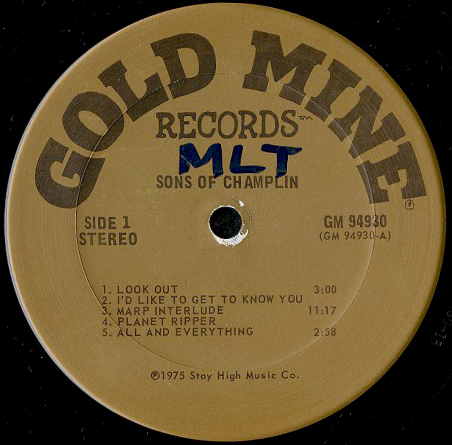 GOLD MINE
RECORDS™
MLT
SONS OF CHAMPLIN
SIDE 1
STEREO
GM 94930
(GM 94930-A)
1. LOOK OUT 3:00
2. I'D LIKE TO GET TO KNOW YOU
3. MARP INTERLUDE 11:17
4. PLANET RIPPER
5. ALL AND EVERYTHING 2:58
℗1975 Stay High Music Co.